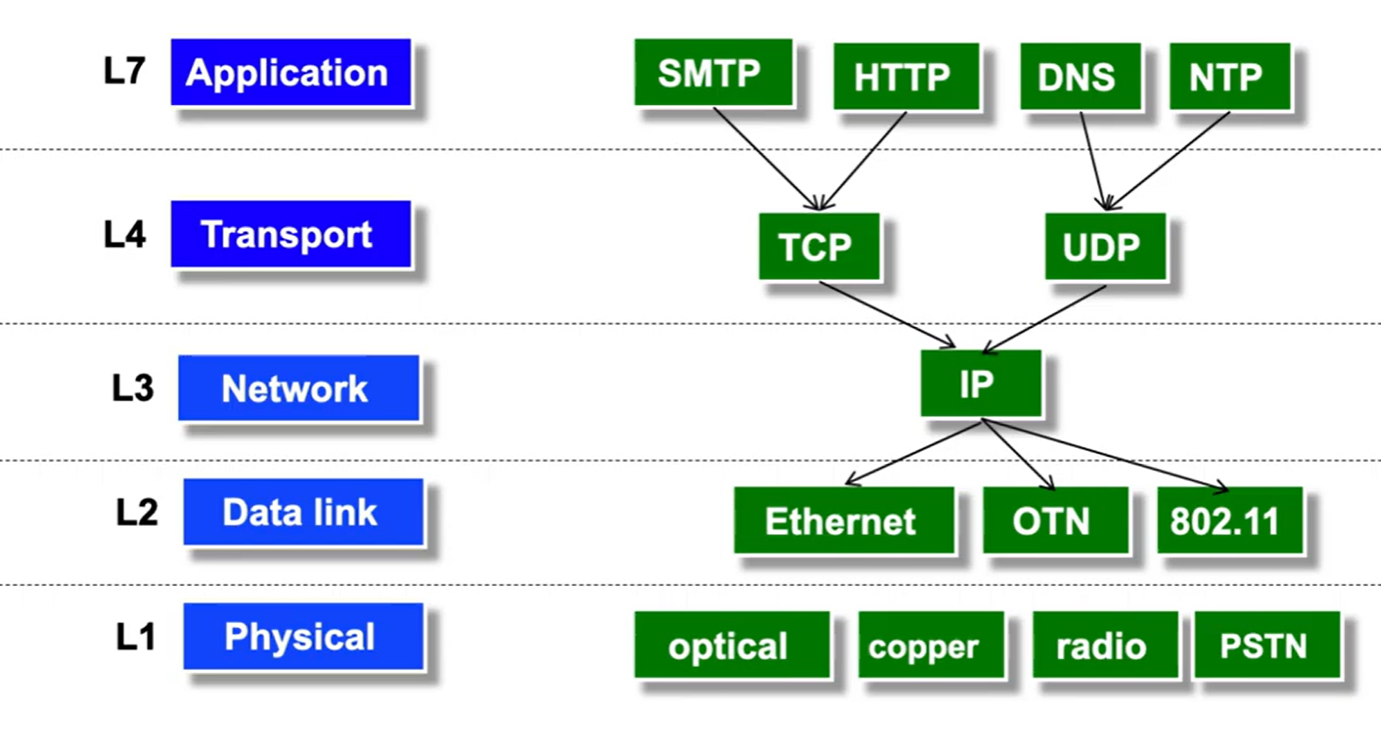 L7 Application SMTP HTTP DNS NTP
L4 Transport TCP UDP
L3 Network IP
L2 Data link Ethernet OTN 802.11
L1 Physical optical copper radio PSTN